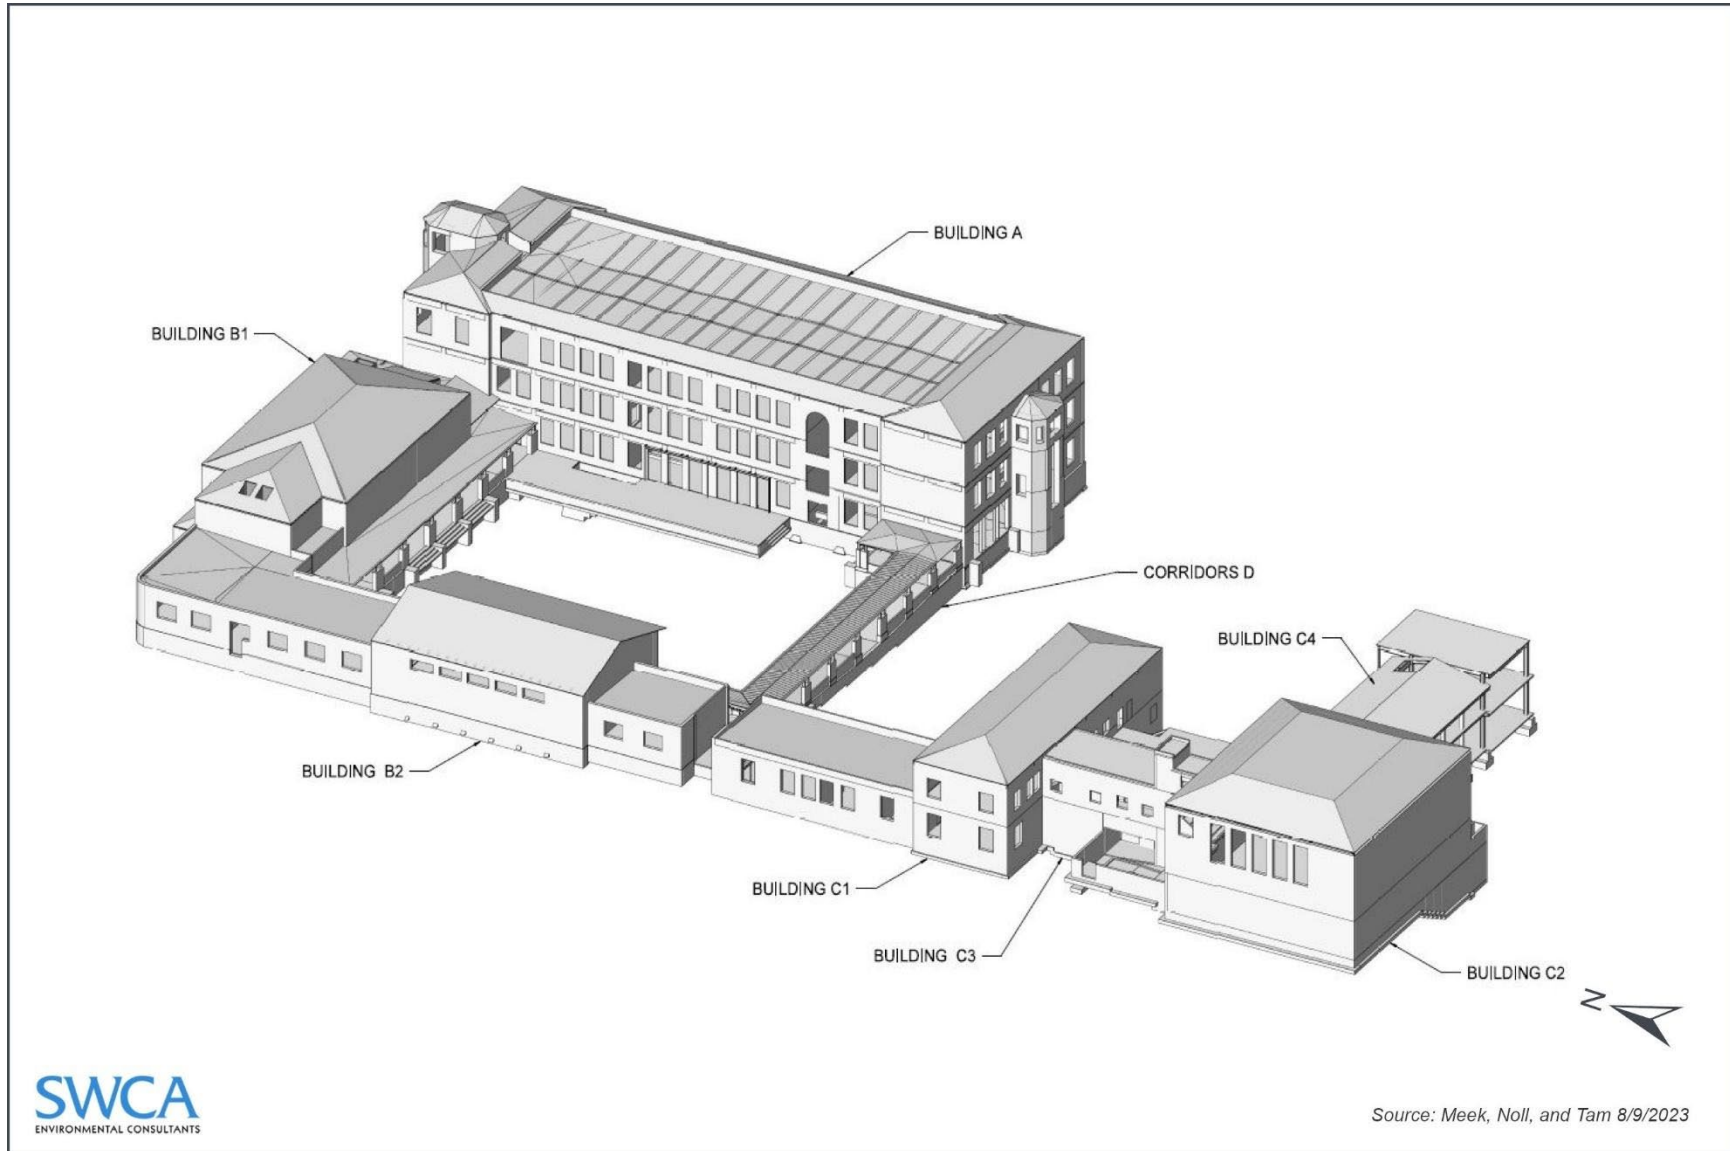 BUILDING A
BUILDING B1
CORRIDORS D
BUILDING C4
BUILDING B2
BUILDING C1
BUILDING C3
BUILDING C2
N
SWCA
ENVIRONMENTAL CONSULTANTS
Source: Meek, Noll, and Tam 8/9/2023